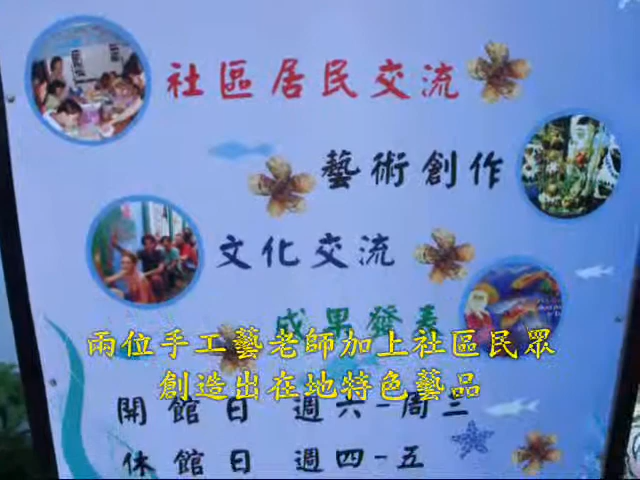 社區居民交流
藝術創作
文化交流
成果發表
兩位手工藝老師加上社區民眾
創造出在地特色藝品
開館日 週六-周三
休館日 週四-五